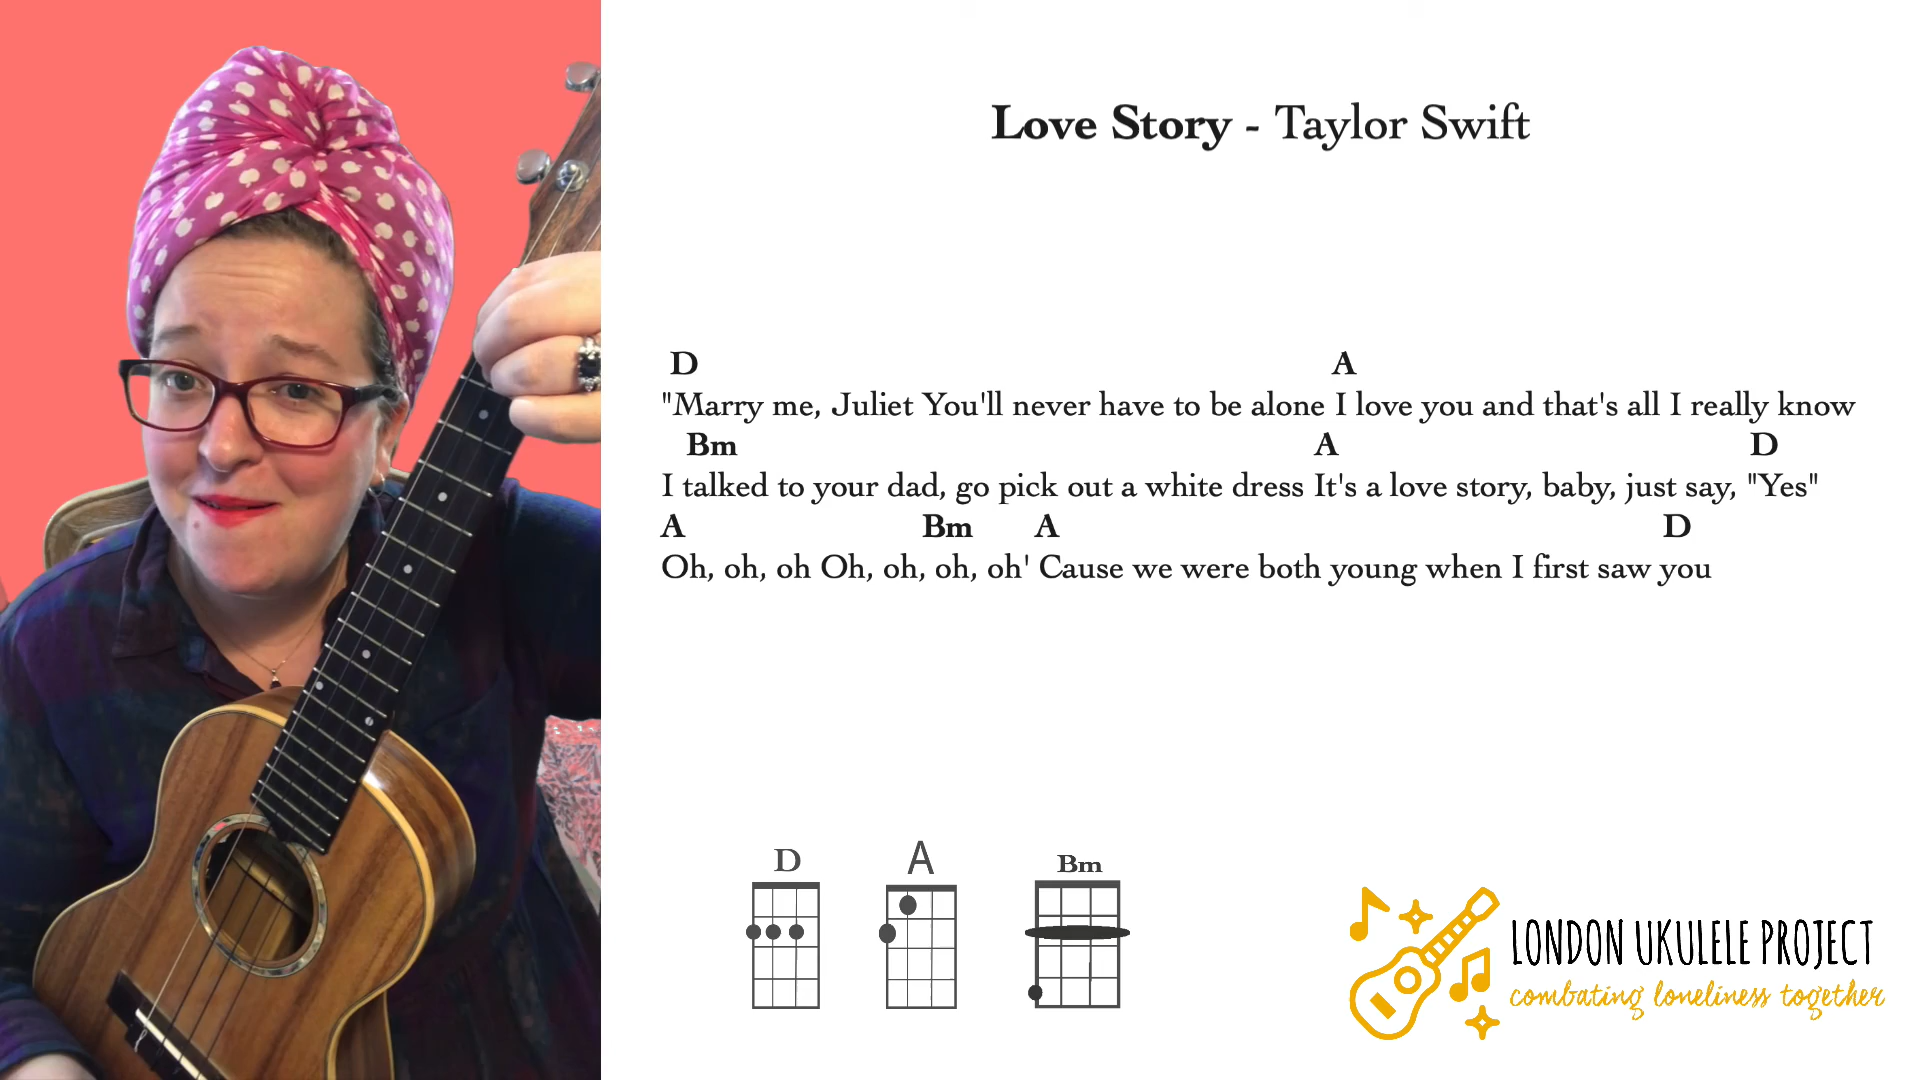 Love Story - Taylor Swift
D A
"Marry me, Juliet You'll never have to be alone I love you and that's all I really know
Bm A D
I talked to your dad, go pick out a white dress It's a love story, baby, just say, "Yes"
A Bm A D
Oh, oh, oh Oh, oh, oh, oh' Cause we were both young when I first saw you
D A Bm
LONDON UKULELE PROJECT
combating loneliness together